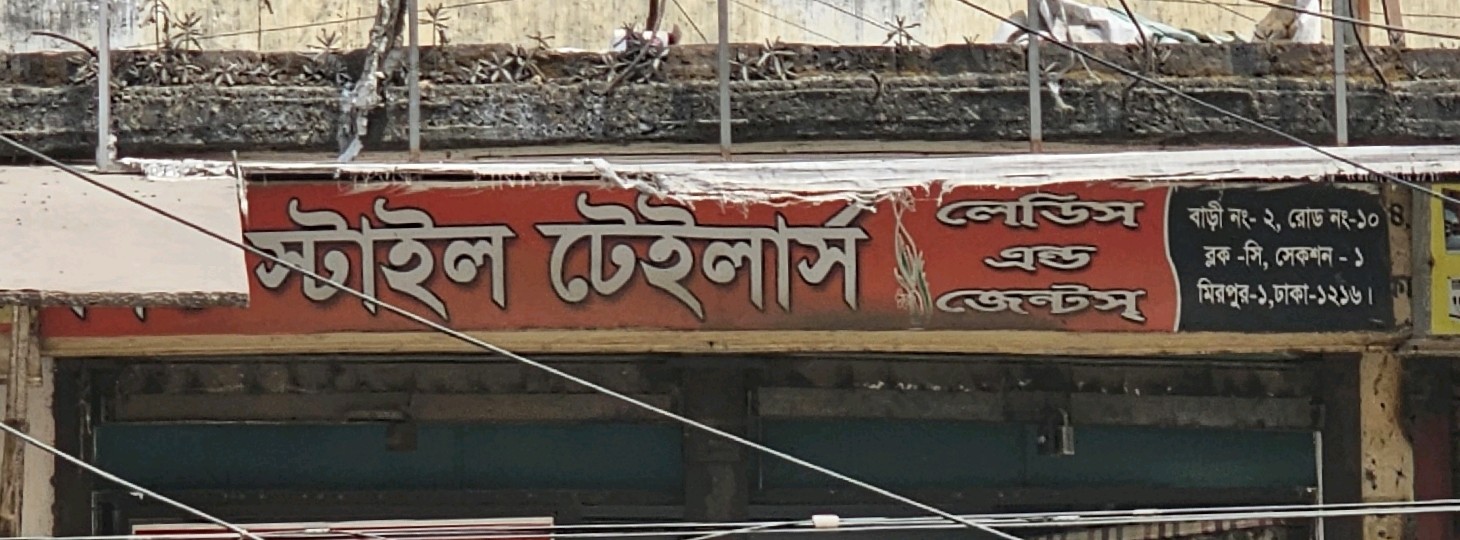 স্টাইল টেইলার্স
লেডিস
এন্ড
জেন্টস্
বাড়ী নং- ২, রোড নং-১০
ব্লক -সি, সেকশন - ১
মিরপুর-১,ঢাকা-১২১৬।